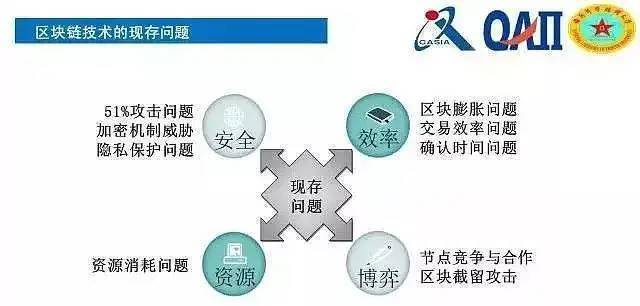 区块链技术的现存问题
CASIA
QAII
51%攻击问题
加密机制威胁
隐私保护问题
安全
区块膨胀问题
交易效率问题
确认时间问题
效率
现存
问题
资源消耗问题
资源
节点竞争与合作
区块截留攻击
博弈